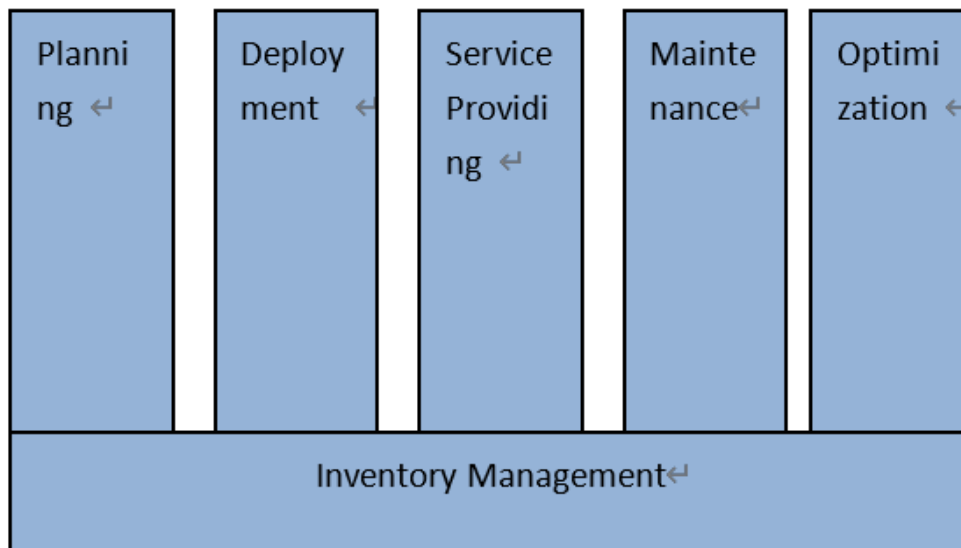 Planni
ng ↵
Deploy
ment ↵
Service
Providi
ng ↵
Mainte
nance↵
Optimi
zation ↵
Inventory Management↵